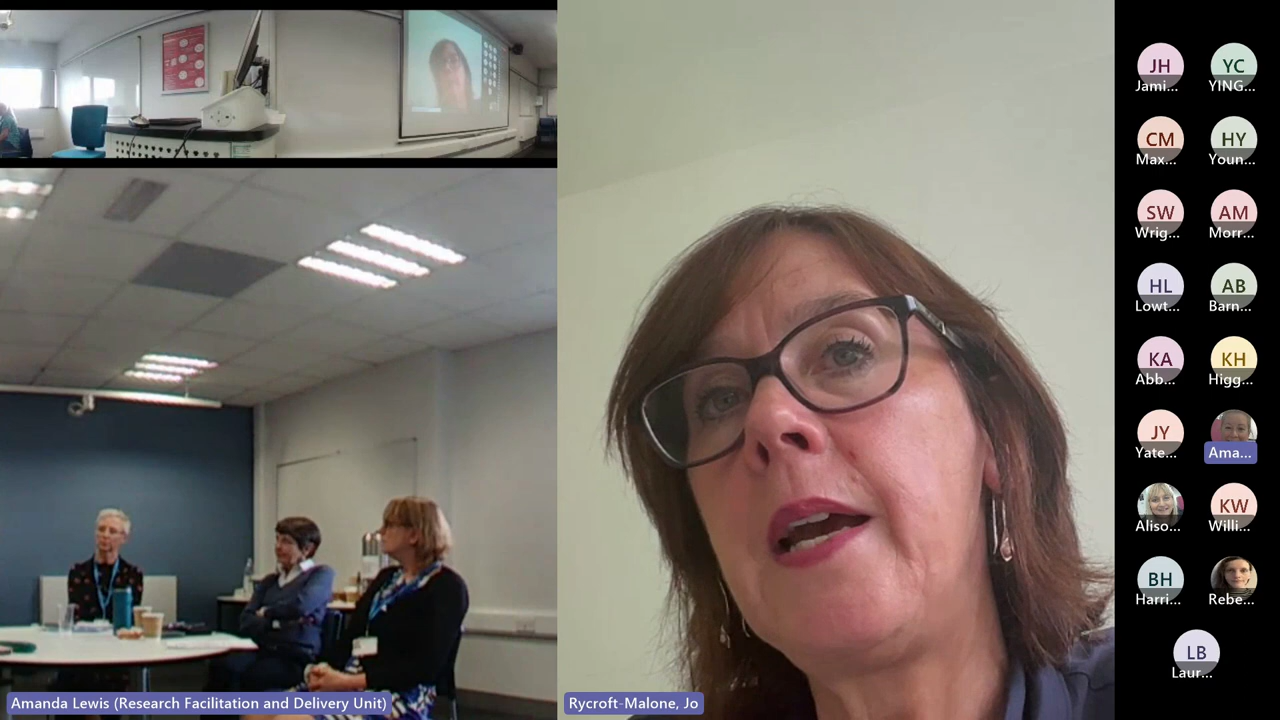 Amanda Lewis (Research Facilitation and Delivery Unit)
Rycroft-Malone, Jo
JH
Jami...
YC
YING...
CM
Max...
HY
Youn...
SW
Wrig...
AM
Morr...
HL
Lowt...
AB
Barn...
KA
Abb...
KH
Higg...
JY
Yate...
Ama...
Aliso...
KW
Willi...
BH
Harri...
Rebe...
LB
Laur...